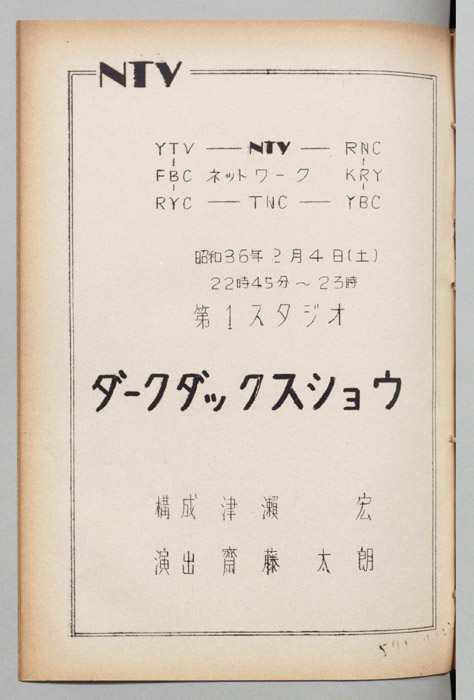 NTV
YTV — NTV — RNC
FBC ネットワーク KRY
RYC — TNC — YBC
昭和36年2月4日(土)
22時45分～23時
第1スタジオ
ダークダックスショウ
構成 津瀬 宏
演出 齋藤太朗